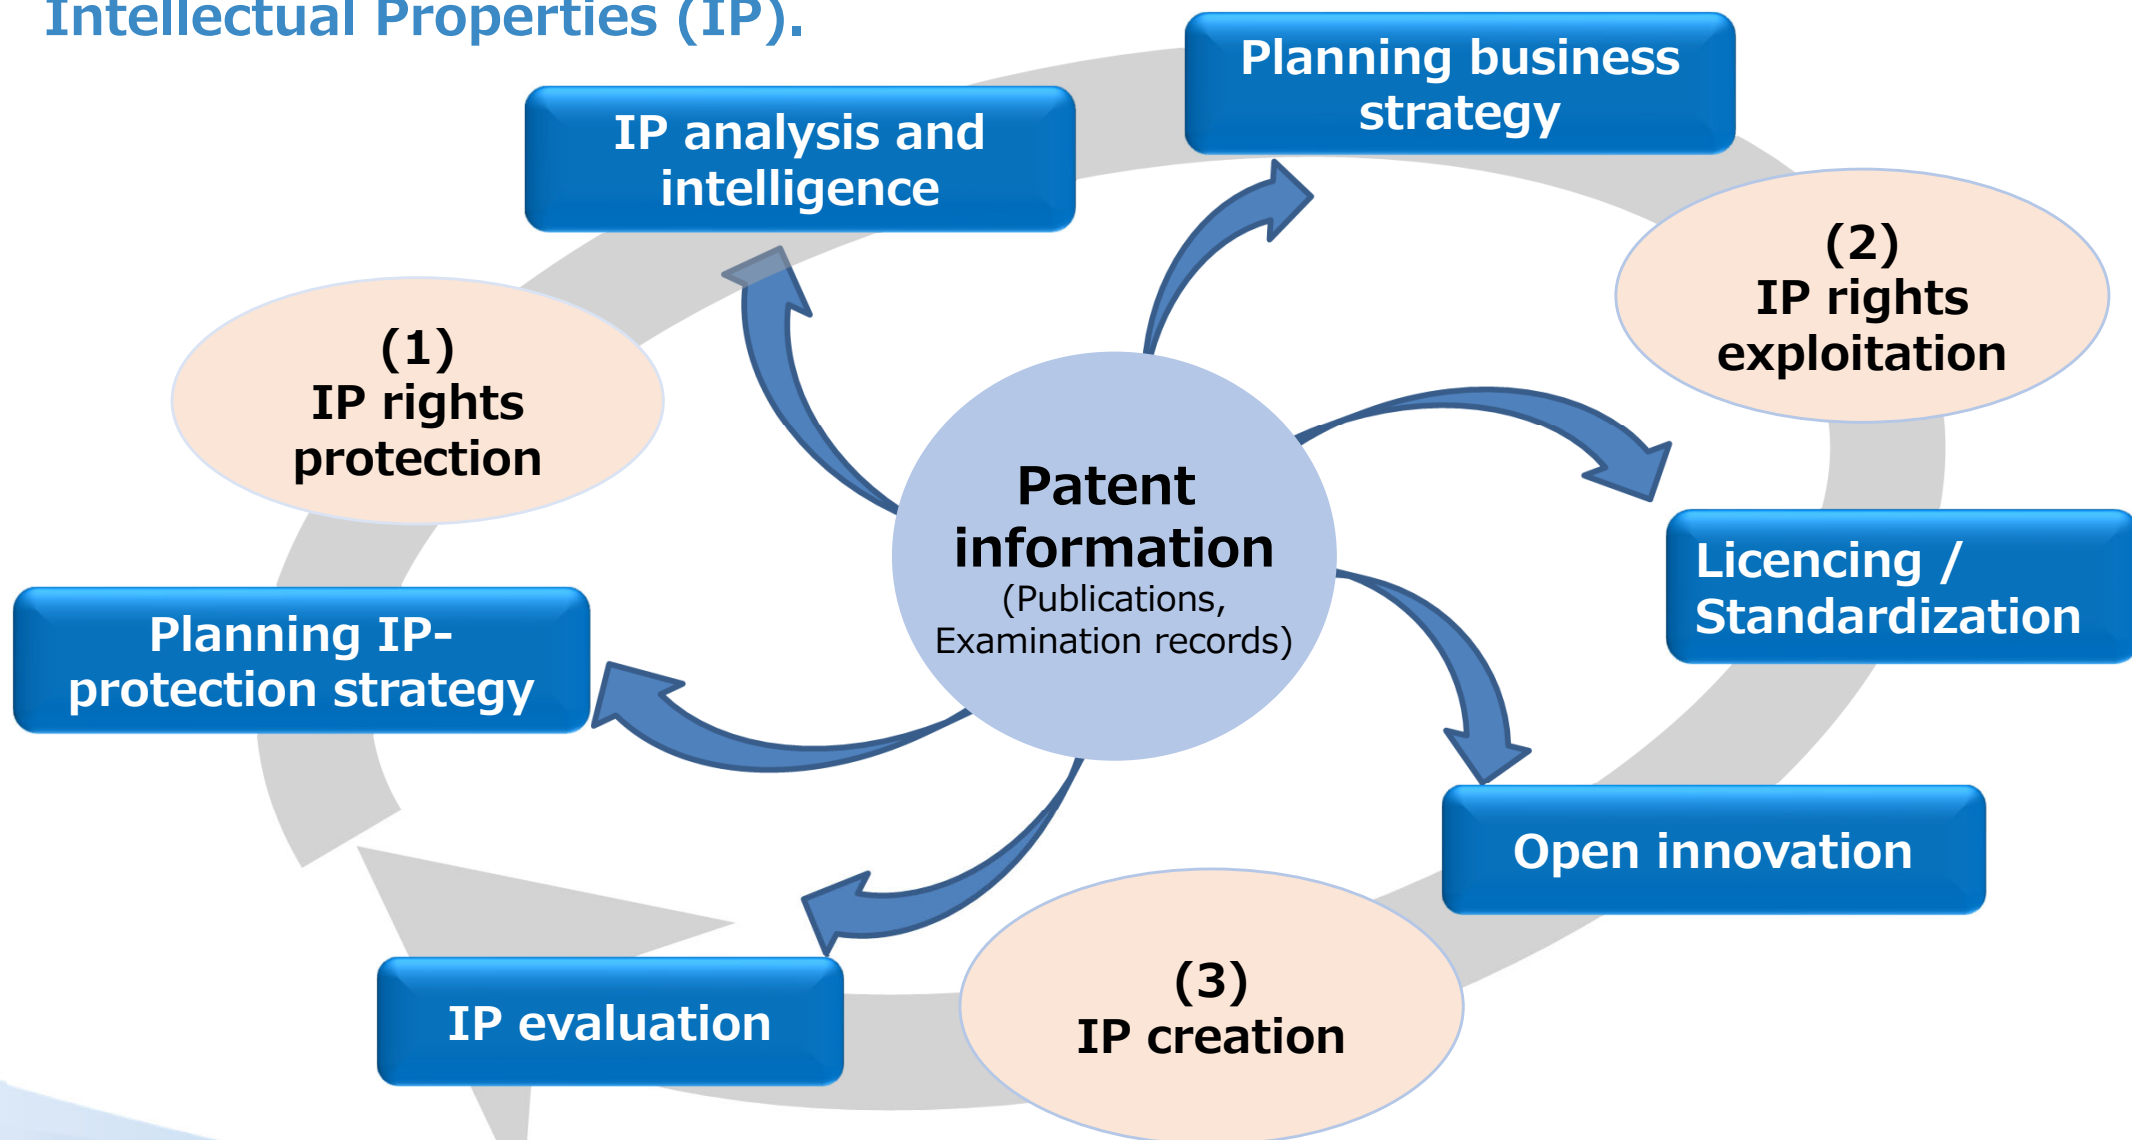 Intellectual Properties (IP).
Planning business
strategy
IP analysis and
intelligence
(2)
IP rights
exploitation
(1)
IP rights
protection
Patent
information
(Publications,
Examination records)
Licencing /
Standardization
Planning IP-
protection strategy
Open innovation
(3)
IP creation
IP evaluation